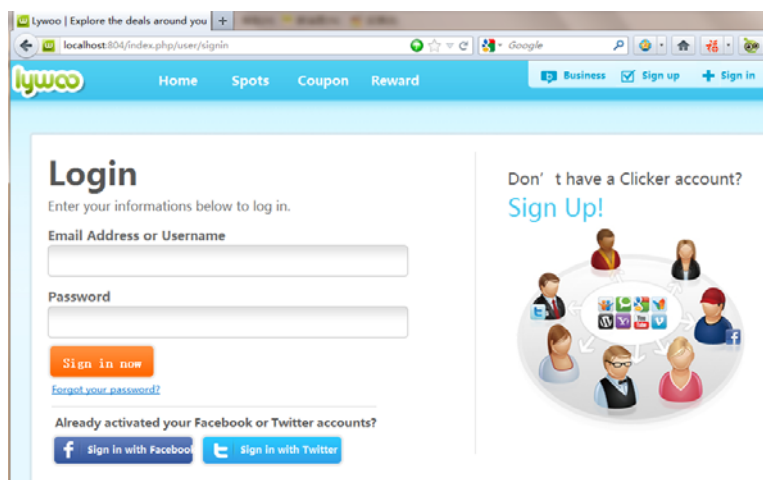 Lywoo | Explore the deals around you
localhost:804/index.php/user/signin
Google
lywoo
Home Spots Coupon Reward
Business Sign up Sign in
Login
Enter your informations below to log in.
Email Address or Username
Password
Sign in now
Forgot your password?
Already activated your Facebook or Twitter accounts?
Sign in with Facebook
Sign in with Twitter
Don't have a Clicker account?
Sign Up!